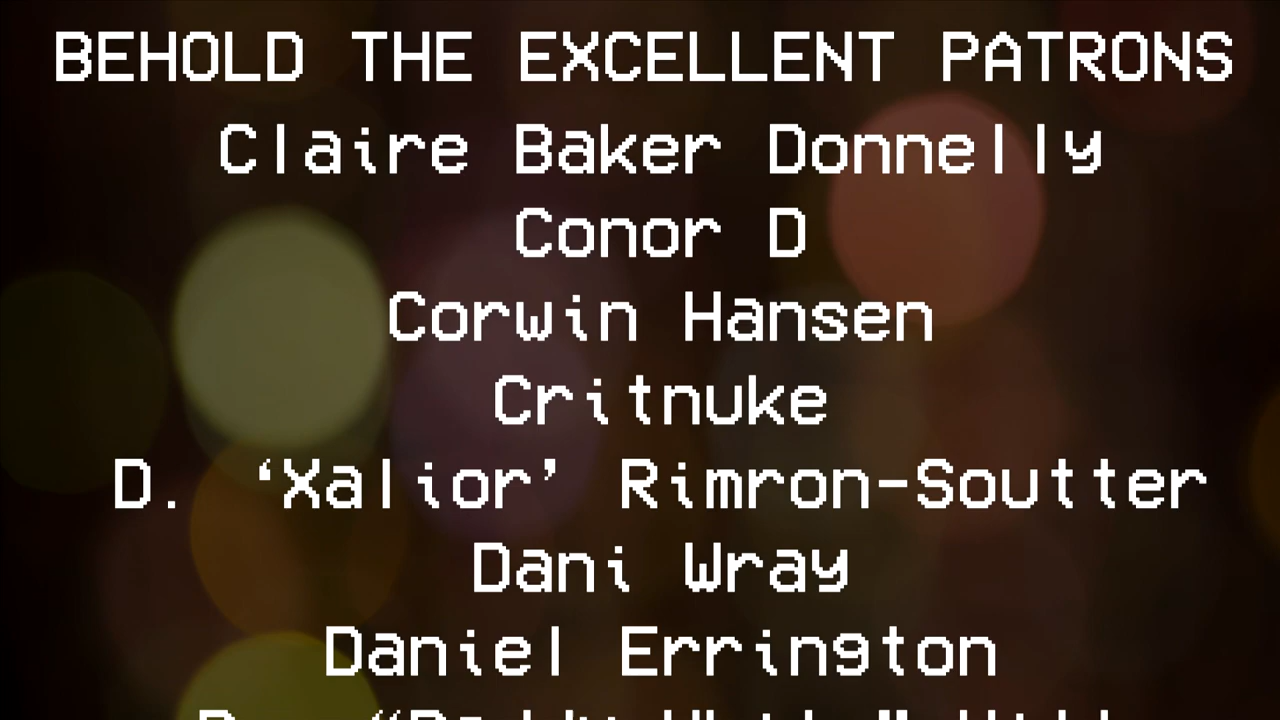 BEHOLD THE EXCELLENT PATRONS
Claire Baker Donnelly
Conor D
Corwin Hansen
Critnuke
D. ‘Xalior’ Rimron-Soutter
Dani Wray
Daniel Errington